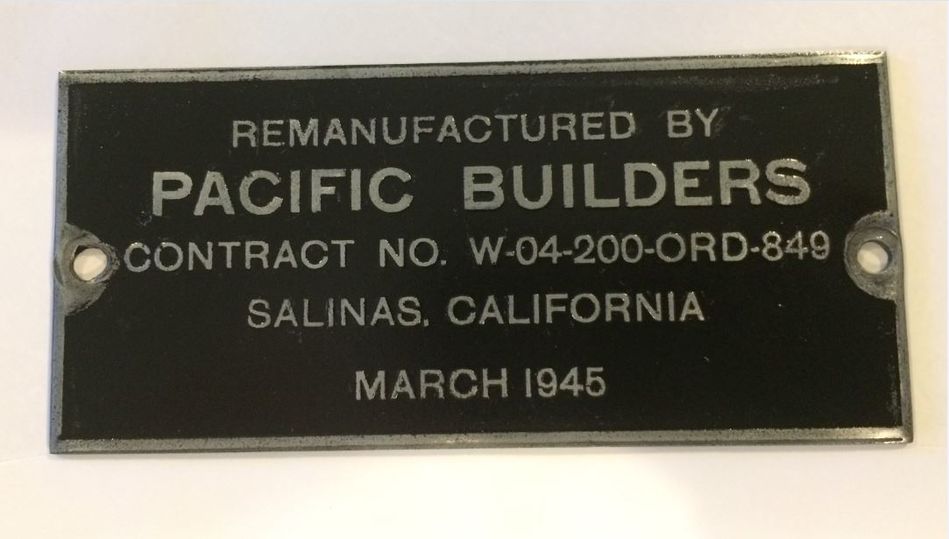 REMANUFACTURED BY
PACIFIC BUILDERS
CONTRACT NO. W-04-200-ORD-849
SALINAS, CALIFORNIA
MARCH 1945